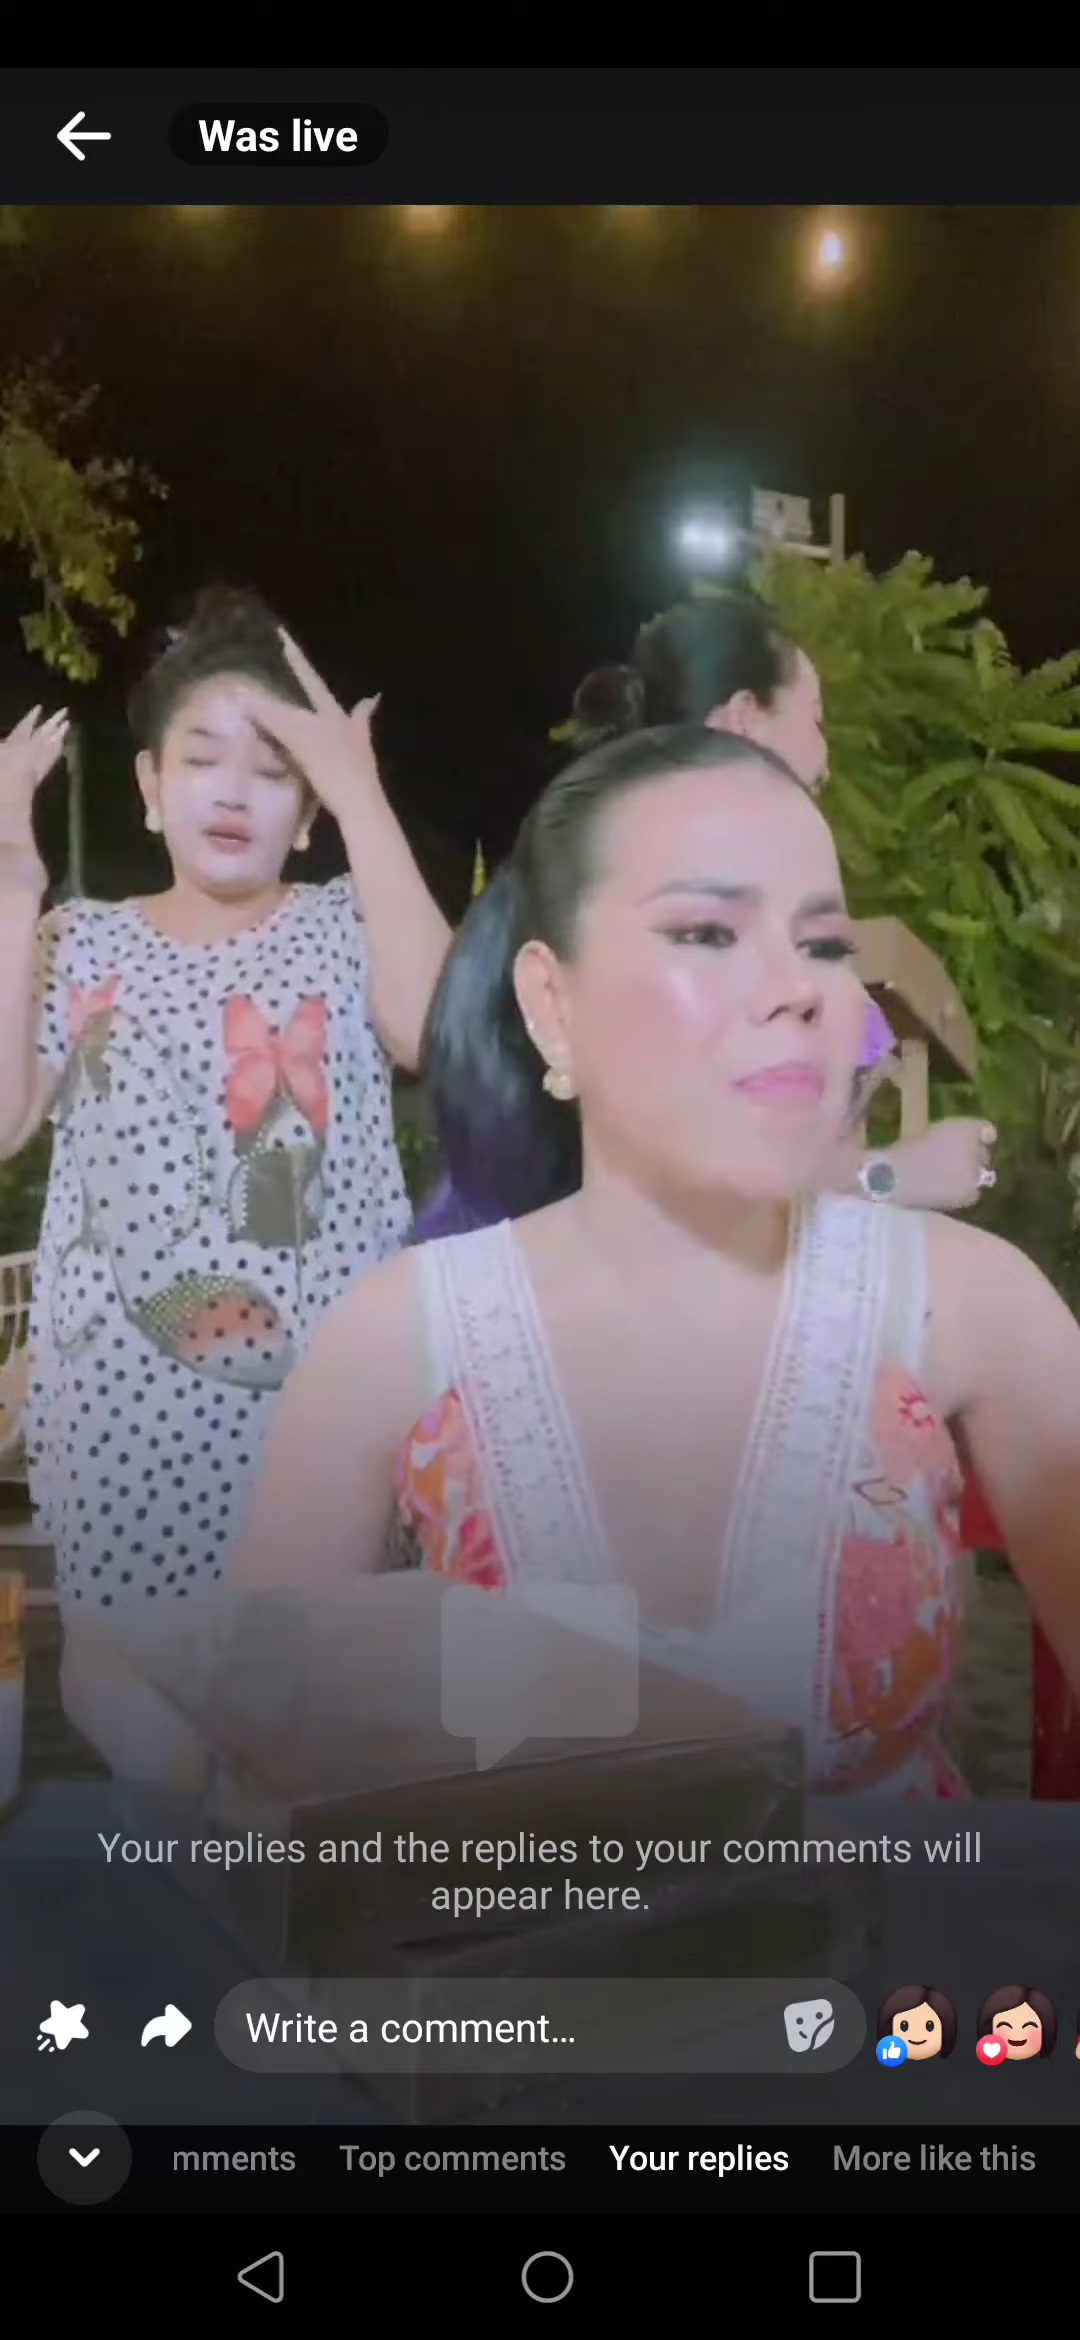 Was live
Your replies and the replies to your comments will
appear here.
Write a comment...
mments Top comments Your replies More like this